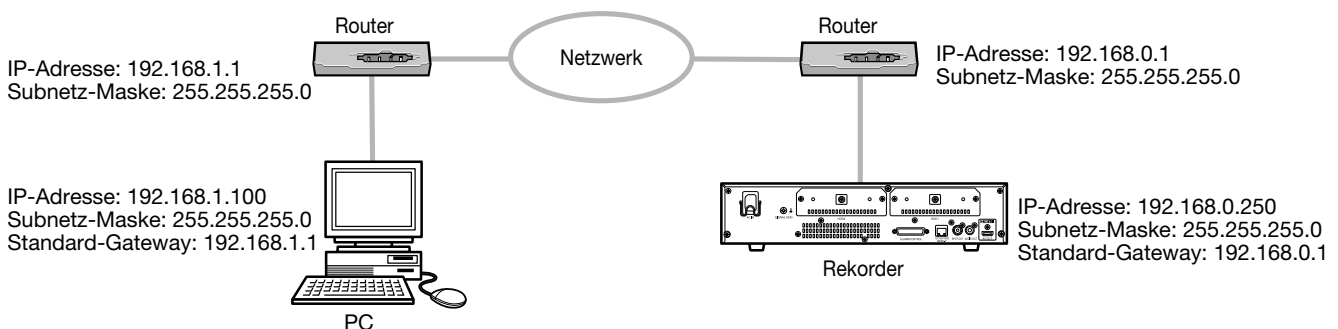 Router
Router
Netzwerk
IP-Adresse: 192.168.1.1
Subnetz-Maske: 255.255.255.0
IP-Adresse: 192.168.0.1
Subnetz-Maske: 255.255.255.0
IP-Adresse: 192.168.1.100
Subnetz-Maske: 255.255.255.0
Standard-Gateway: 192.168.1.1
IP-Adresse: 192.168.0.250
Subnetz-Maske: 255.255.255.0
Standard-Gateway: 192.168.0.1
Rekorder
PC